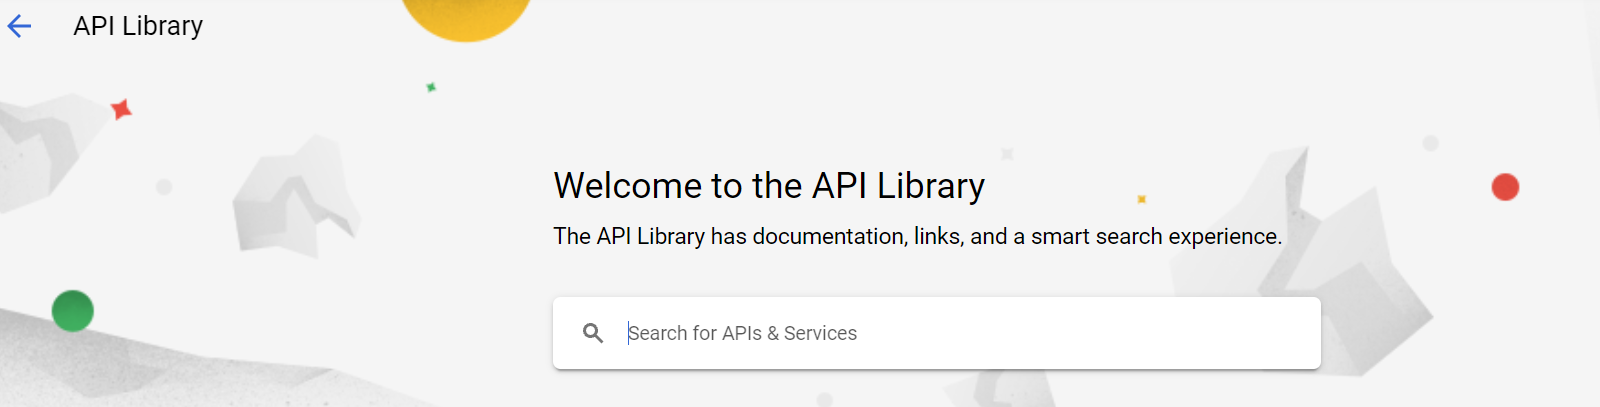 API Library
Welcome to the API Library
The API Library has documentation, links, and a smart search experience.
Search for APIs & Services